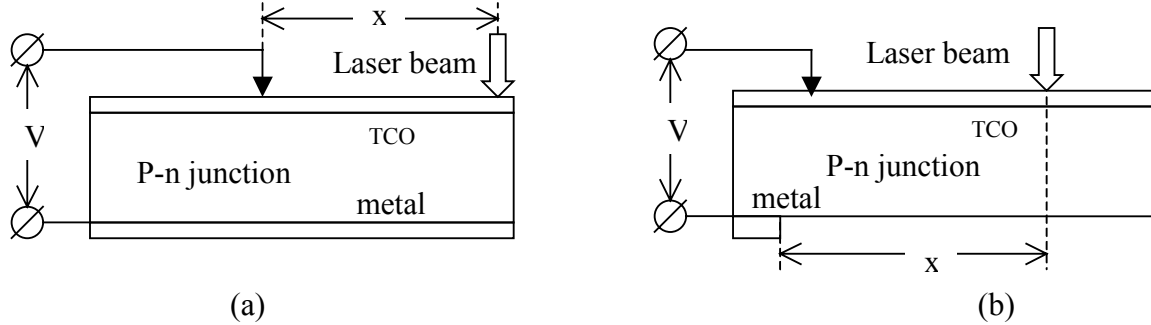 x
Laser beam
V
TCO
P-n junction
metal
(a)
Laser beam
V
TCO
P-n junction
metal
x
(b)